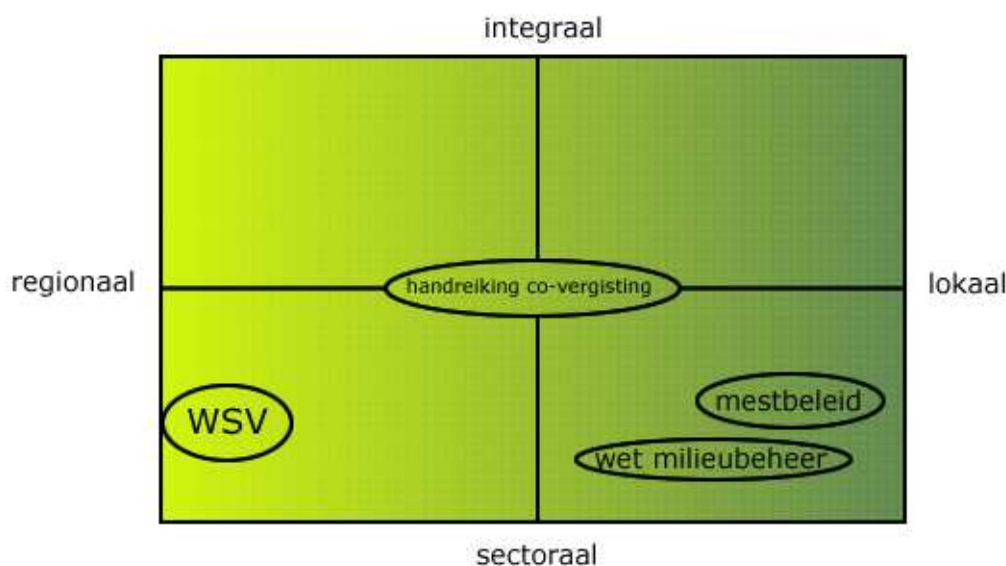 integraal
regionaal
handreiking co-vergisting
lokaal
mestbeleid
WSV
wet milieubeheer
sectoraal